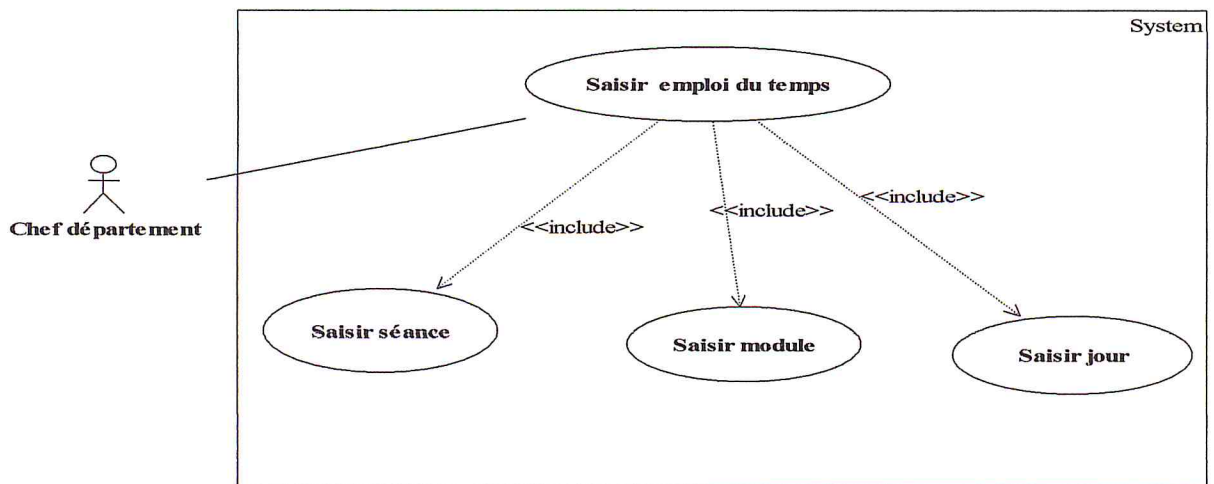 System
Saisir emploi du temps
Chef département
<<include>>
<<include>>
<<include>>
Saisir séance
Saisir module
Saisir jour